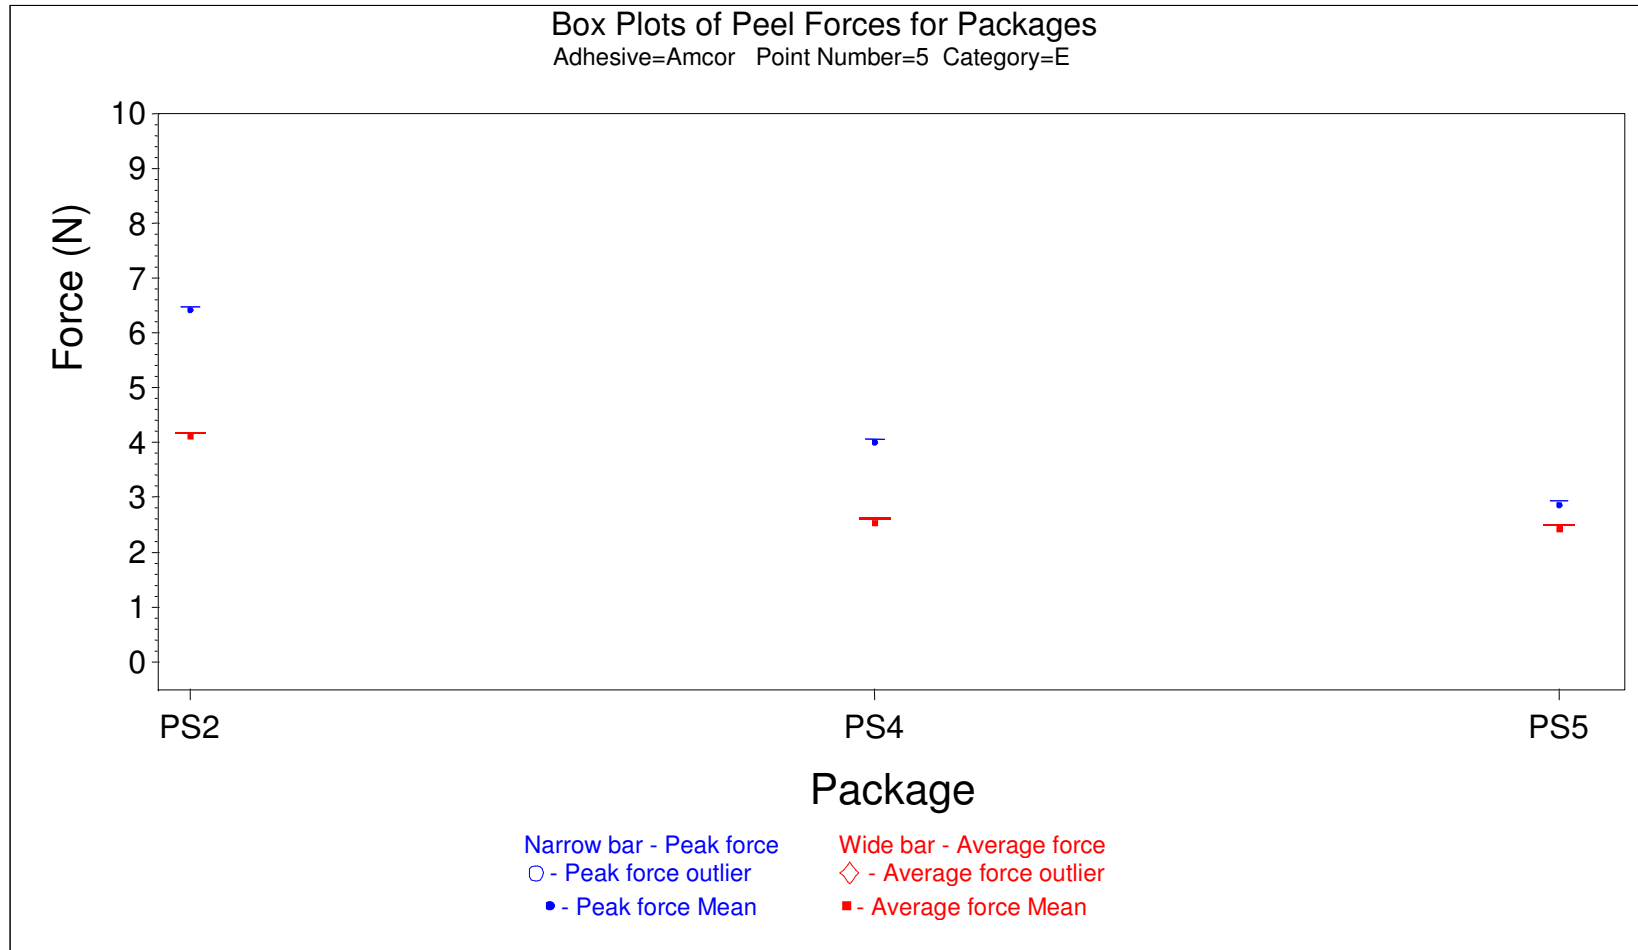 Box Plots of Peel Forces for Packages
Adhesive=Amcor Point Number=5 Category=E
Force (N)
10
9
8
7
6
5
4
3
2
1
0
PS2 PS4 PS5
Package
Narrow bar - Peak force Wide bar - Average force
- Peak force outlier - Average force outlier
- Peak force Mean - Average force Mean